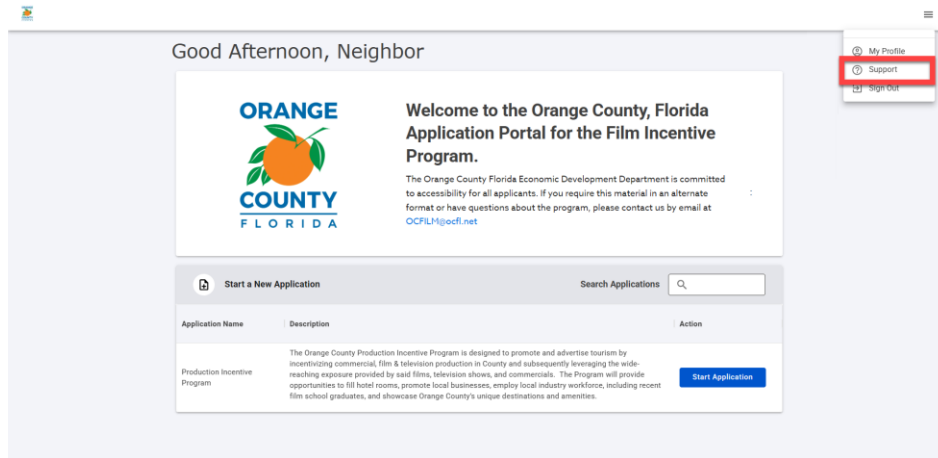 ORANGE
COUNTY
FLORIDA
My Profile
Support
Sign Out
Good Afternoon, Neighbor
ORANGE
COUNTY
FLORIDA
Welcome to the Orange County, Florida
Application Portal for the Film Incentive
Program.
The Orange County Florida Economic Development Department is committed
to accessibility for all applicants. If you require this material in an alternate
format or have questions about the program, please contact us by email at
OCFILM@ocfl.net
Start a New Application
Search Applications
Application Name
Description
Action
Production Incentive
Program
The Orange County Production Incentive Program is designed to promote and advertise tourism by
incentivizing commercial, film & television production in County and subsequently leveraging the wide-
reaching exposure provided by said films, television shows, and commercials. The Program will provide
opportunities to fill hotel rooms, promote local businesses, employ local industry workforce, including recent
film school graduates, and showcase Orange County's unique destinations and amenities.
Start Application